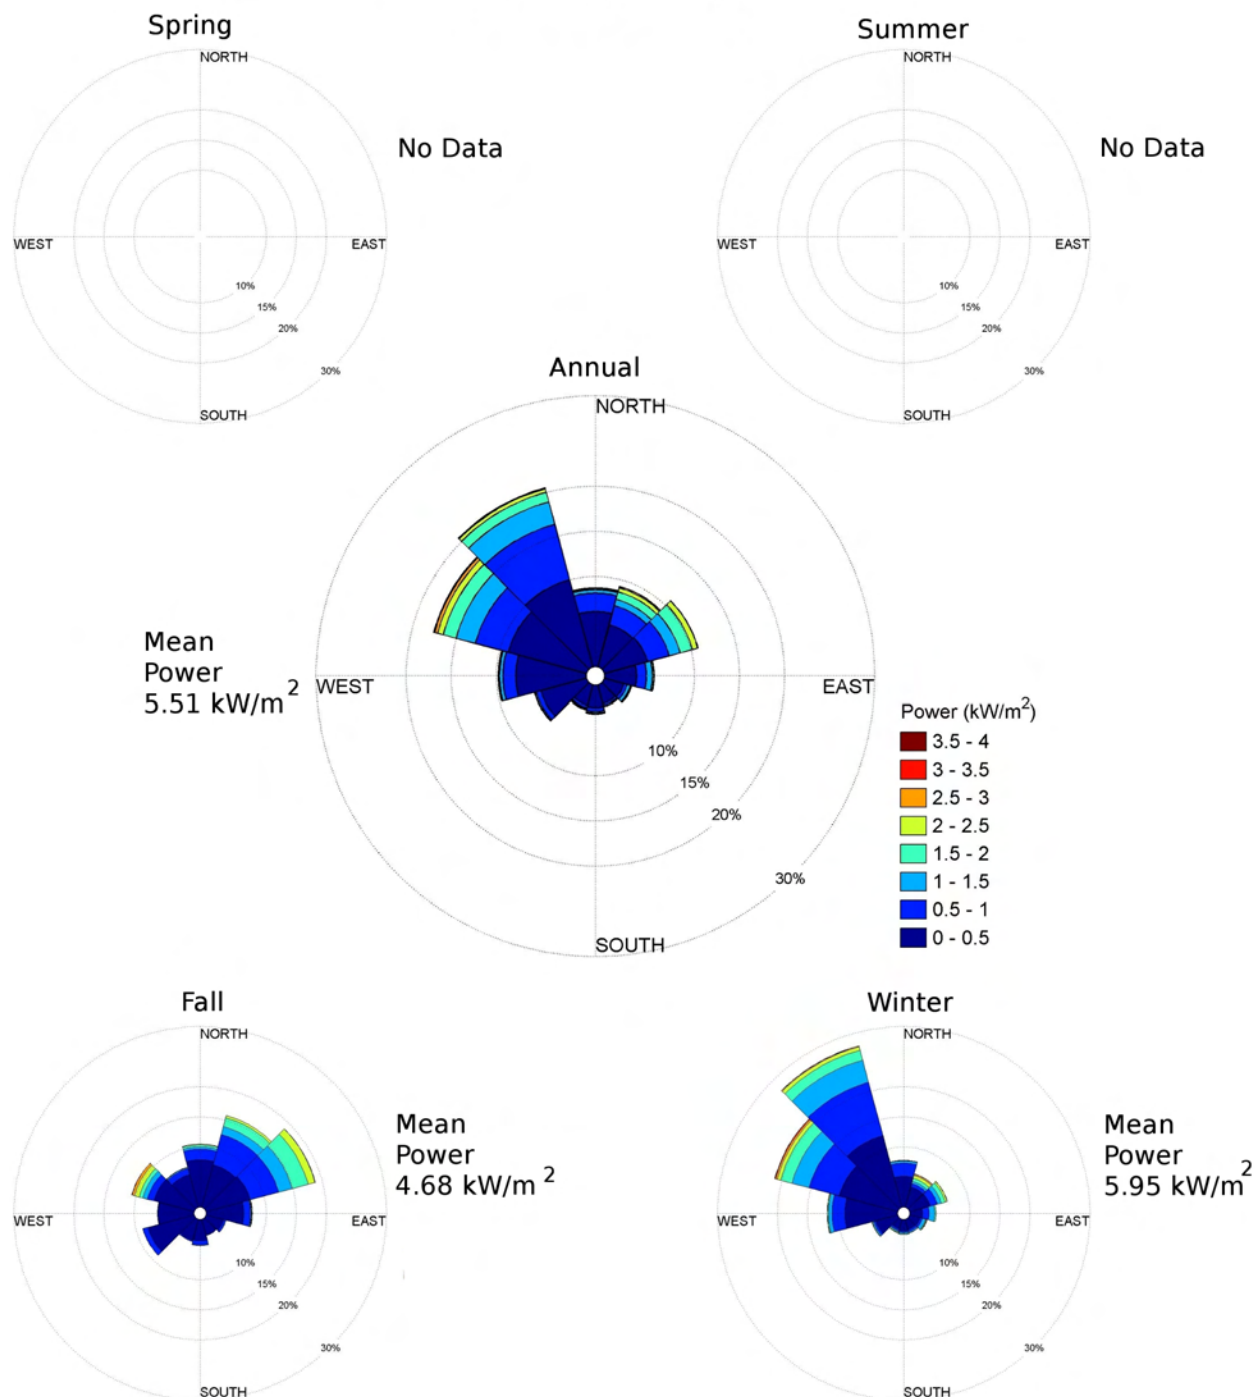 Spring
NORTH
No Data
WEST
EAST
10%
15%
20%
30%
SOUTH
Summer
NORTH
No Data
WEST
EAST
10%
15%
20%
30%
SOUTH
Annual
NORTH
Mean
Power
5.51 kW/m²
WEST
EAST
10%
15%
20%
30%
SOUTH
Power (kW/m²)
3.5 - 4
3 - 3.5
2.5 - 3
2 - 2.5
1.5 - 2
1 - 1.5
0.5 - 1
0 - 0.5
Fall
NORTH
Mean
Power
4.68 kW/m²
WEST
EAST
10%
15%
20%
30%
SOUTH
Winter
NORTH
Mean
Power
5.95 kW/m²
WEST
EAST
10%
15%
20%
30%
SOUTH